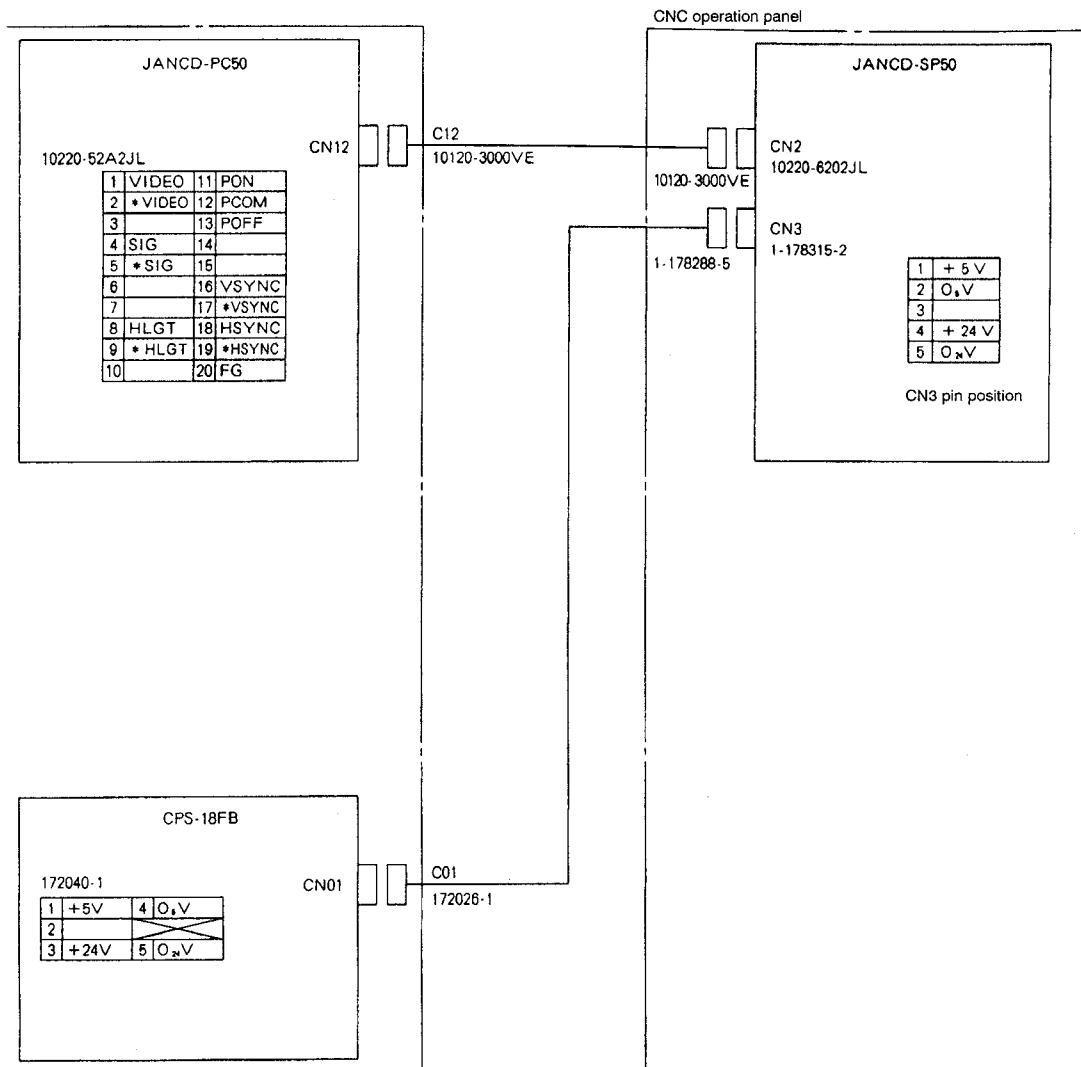 CNC operation panel
JANCD-PC50
10220-52A2JL
CN12
1 VIDEO 11 PON
2 *VIDEO 12 PCOM
3 13 POFF
4 SIG 14
5 *SIG 15
6 16 VSYNC
7 17 *VSYNC
8 HLGT 18 HSYNC
9 *HLGT 19 *HSYNC
10 20 FG
C12
10120-3000VE
10120-3000VE
1-178288-5
JANCD-SP50
CN2
10220-6202JL
CN3
1-178315-2
1 +5V
2 0₅V
3
4 +24V
5 0₂₄V
CN3 pin position
CPS-18FB
172040-1
CN01
1 +5V 4 0₅V
2
3 +24V 5 0₂₄V
C01
172026-1